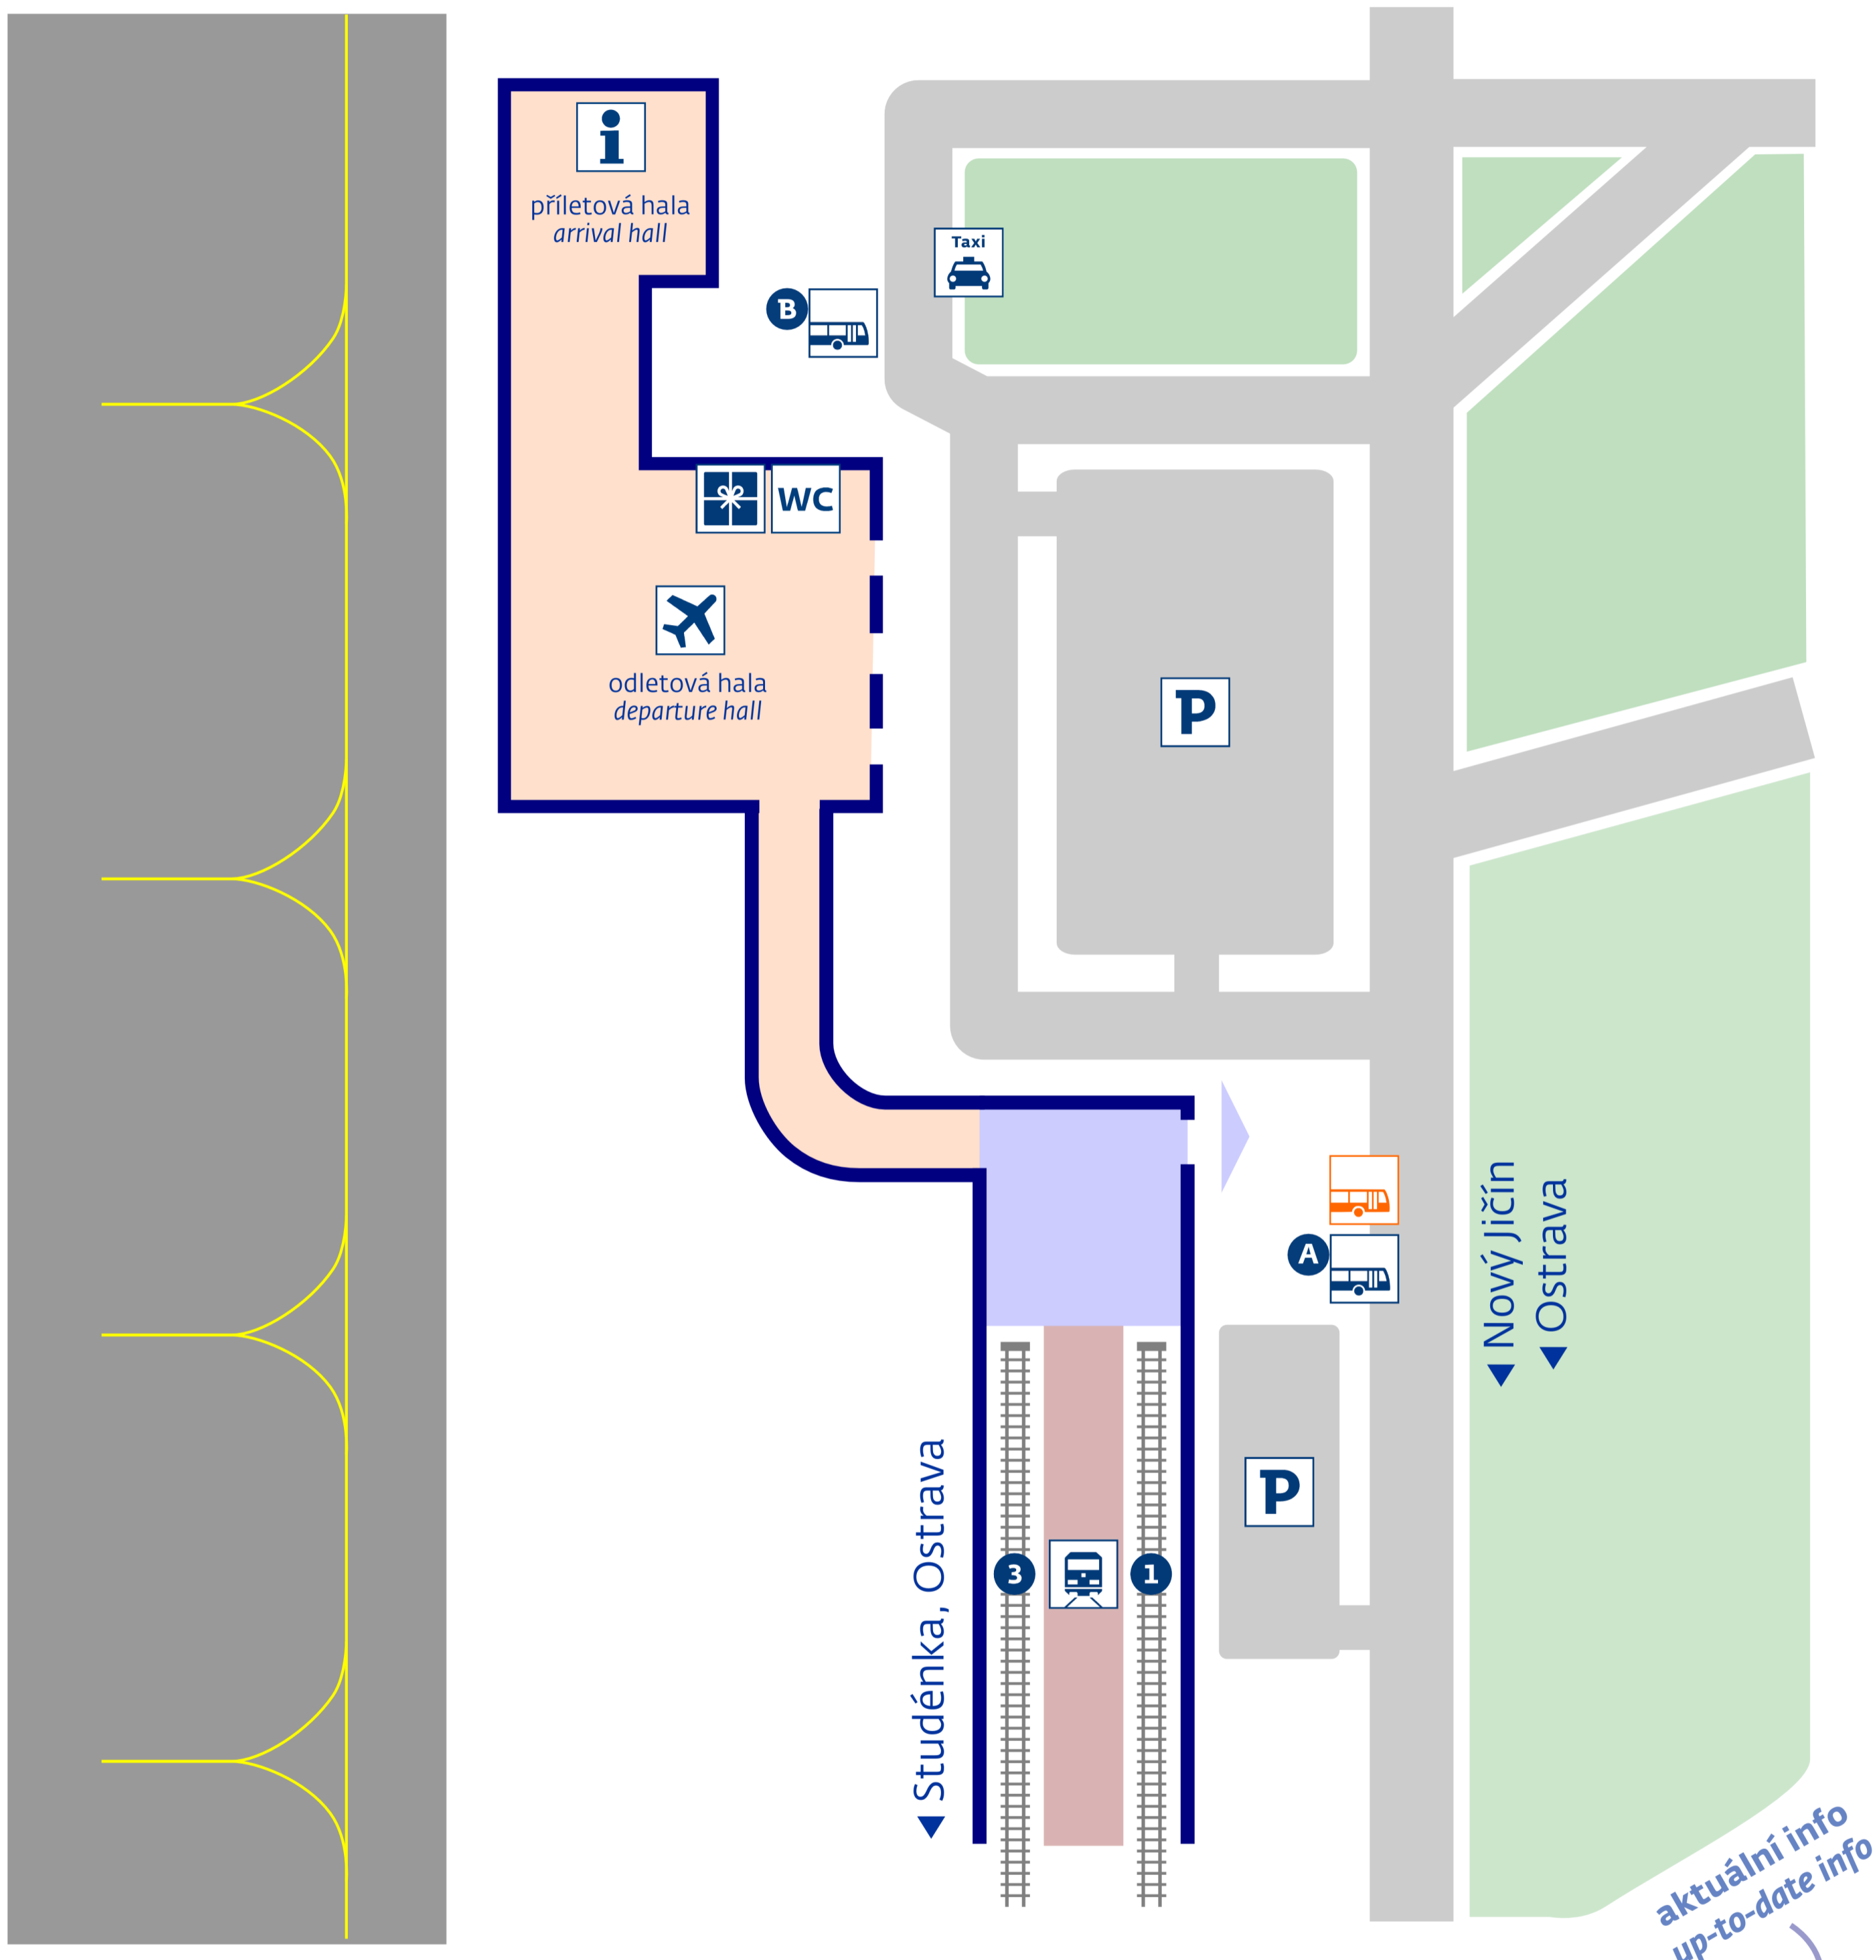 i
příletová hala
arrival hall
Taxi
B
WC
odletová hala
departure hall
P
A
◀ Nový Jičín
◀ Ostrava
P
3
1
◀ Studénka, Ostrava
aktuální info
up-to-date info